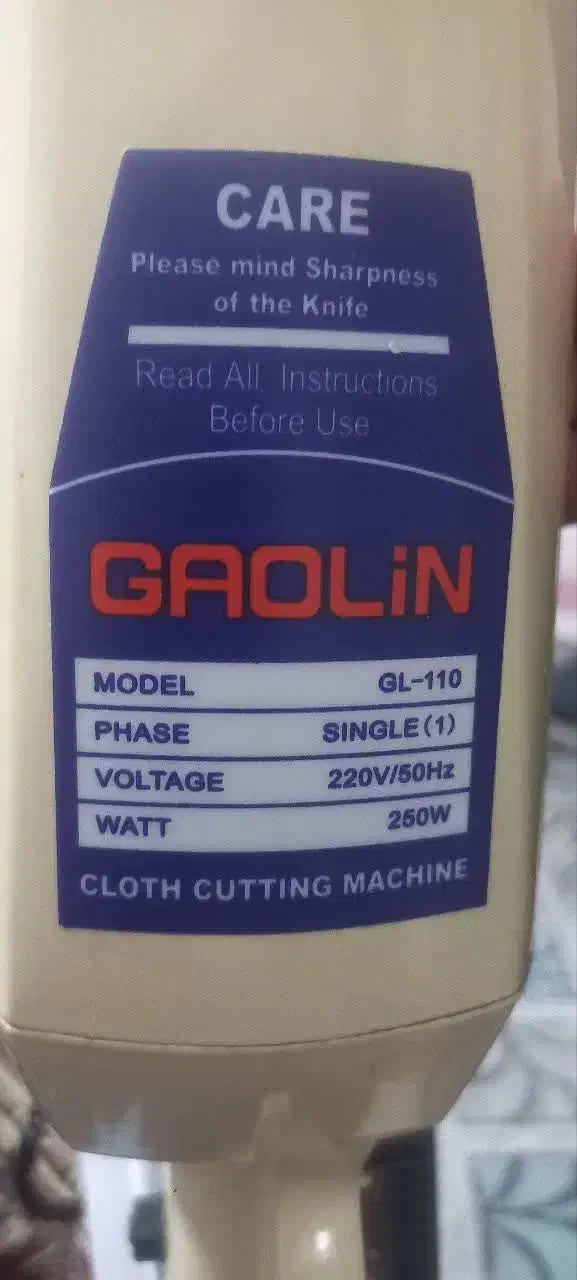 CARE
Please mind Sharpness
of the Knife
Read All Instructions
Before Use
GAOLiN
MODEL GL-110
PHASE SINGLE(1)
VOLTAGE 220V/50Hz
WATT 250W
CLOTH CUTTING MACHINE